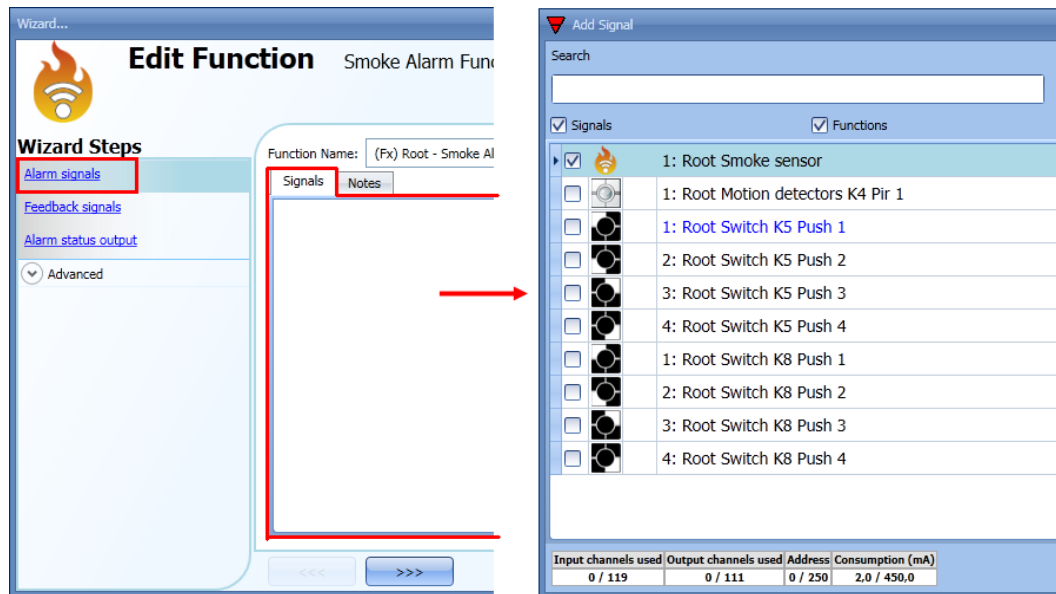 Wizard...
Edit Function Smoke Alarm Func
Wizard Steps
Alarm signals
Feedback signals
Alarm status output
Advanced
Function Name: (Fx) Root - Smoke Al
Signals Notes
<<< >>>
Add Signal
Search
Signals Functions
1: Root Smoke sensor
1: Root Motion detectors K4 Pir 1
1: Root Switch K5 Push 1
2: Root Switch K5 Push 2
3: Root Switch K5 Push 3
4: Root Switch K5 Push 4
1: Root Switch K8 Push 1
2: Root Switch K8 Push 2
3: Root Switch K8 Push 3
4: Root Switch K8 Push 4
Input channels used Output channels used Address Consumption (mA)
0 / 119 0 / 111 0 / 250 2,0 / 450,0